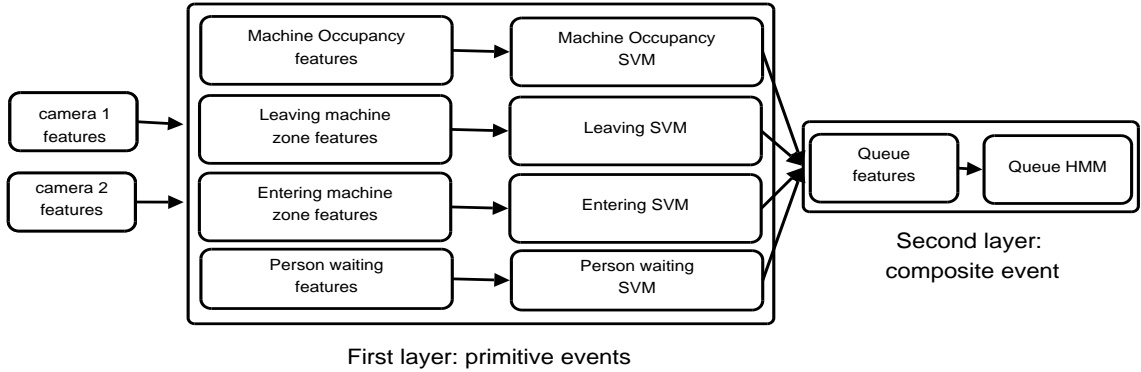 camera 1
features
camera 2
features
Machine Occupancy
features
Machine Occupancy
SVM
Leaving machine
zone features
Leaving SVM
Entering machine
zone features
Entering SVM
Person waiting
features
Person waiting
SVM
First layer: primitive events
Queue
features
Queue HMM
Second layer:
composite event